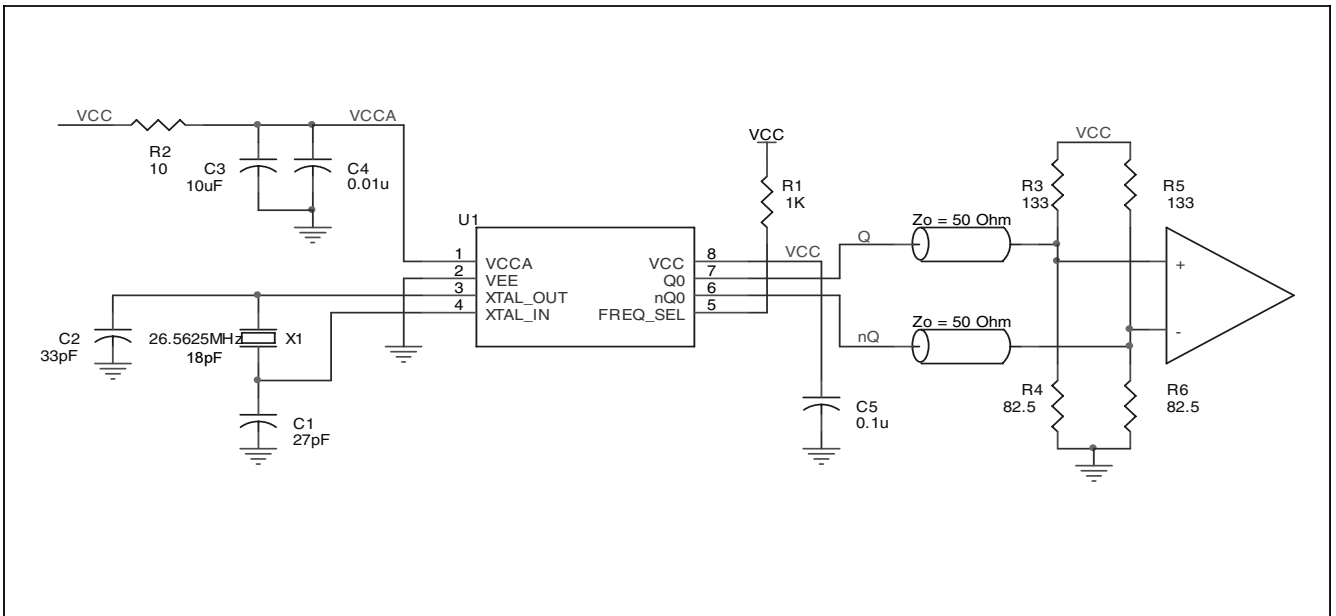 VCC
R2
10
C3
10uF
C4
0.01u
VCCA
U1
1
2
3
4
VCCA
VEE
XTAL_OUT
XTAL_IN
VCC
Q0
nQ0
FREQ_SEL
8
7
6
5
C2
33pF
26.5625MHz
18pF
X1
C1
27pF
VCC
R1
1K
VCC
C5
0.1u
Q
Zo = 50 Ohm
nQ
Zo = 50 Ohm
VCC
R3
133
R5
133
+
-
R4
82.5
R6
82.5